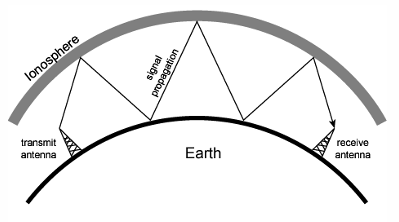 Ionosphere
signal
propagation
transmit
antenna
Earth
receive
antenna